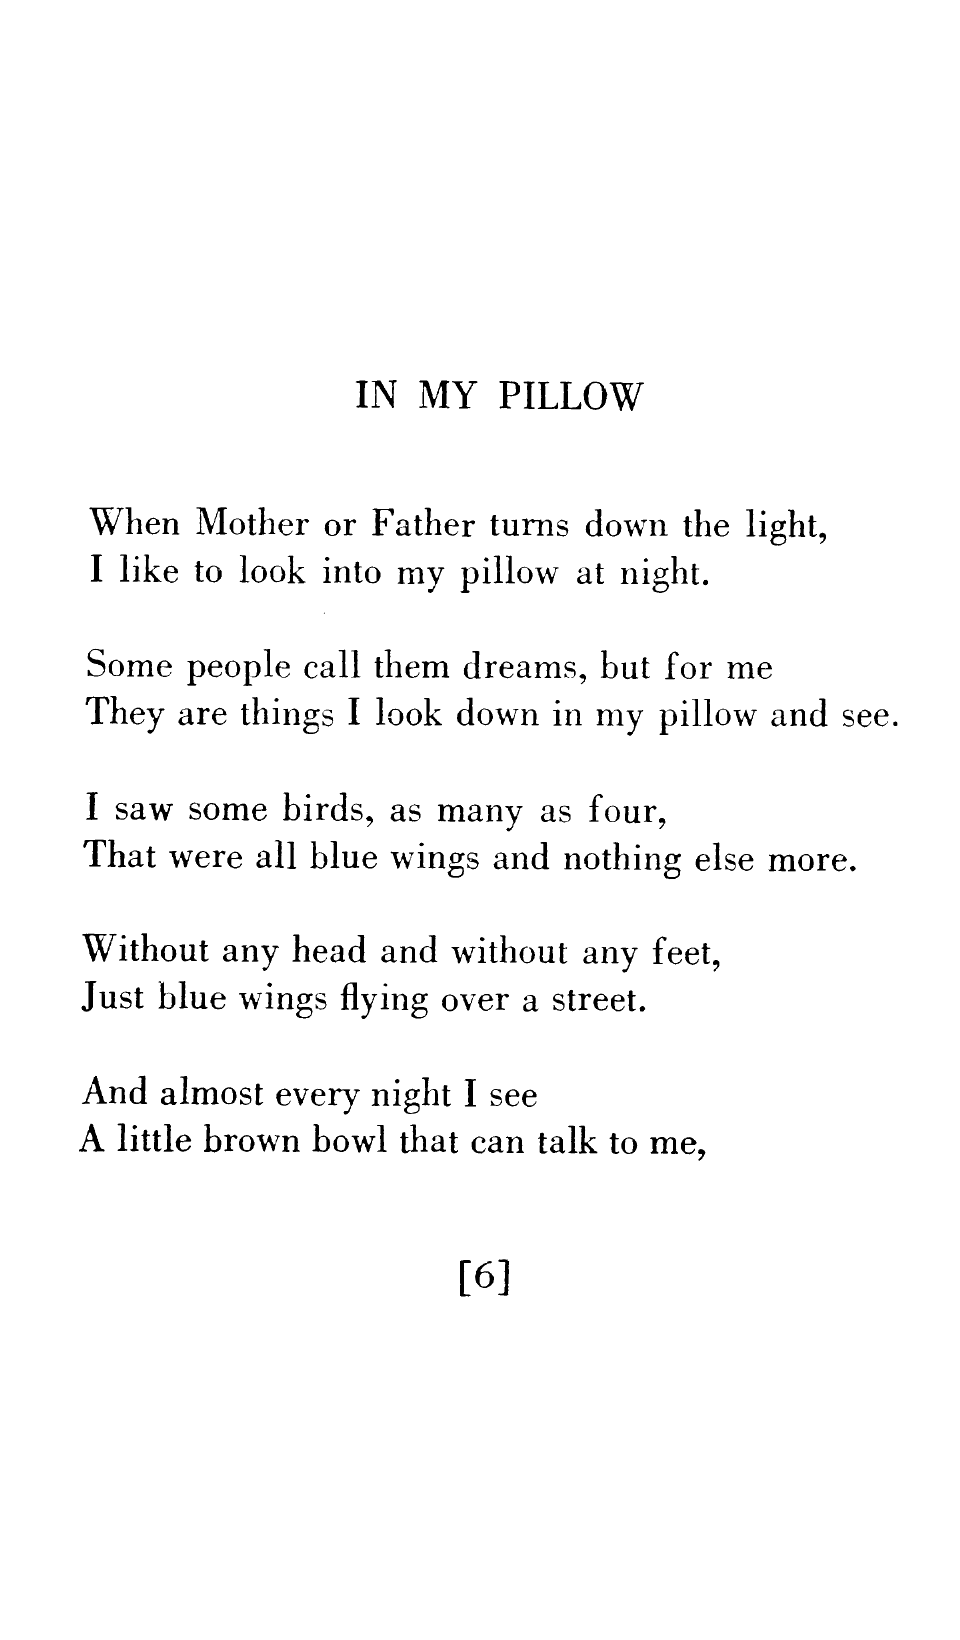 IN MY PILLOW
When Mother or Father turns down the light,
I like to look into my pillow at night.
Some people call them dreams, but for me
They are things I look down in my pillow and see.
I saw some birds, as many as four,
That were all blue wings and nothing else more.
Without any head and without any feet,
Just blue wings flying over a street.
And almost every night I see
A little brown bowl that can talk to me,
[6]